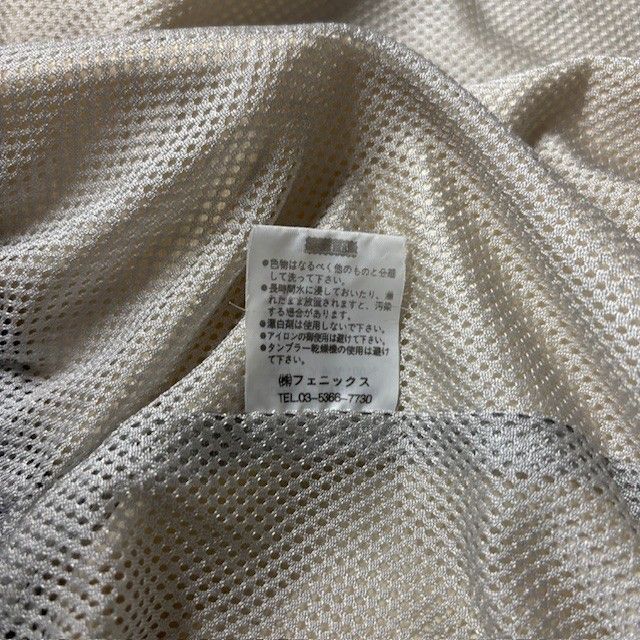 ●色物はなるべく他のものと分離
して洗って下さい。
●長時間水に浸しておいたり、濡
れたまま放置されますと、汚染
する場合があります。
●漂白剤は使用しないで下さい。
●アイロンの御使用は避けて下さい。
●タンブラー乾燥機の使用は避け
て下さい。
㈱フェニックス
TEL.03-5366-7730